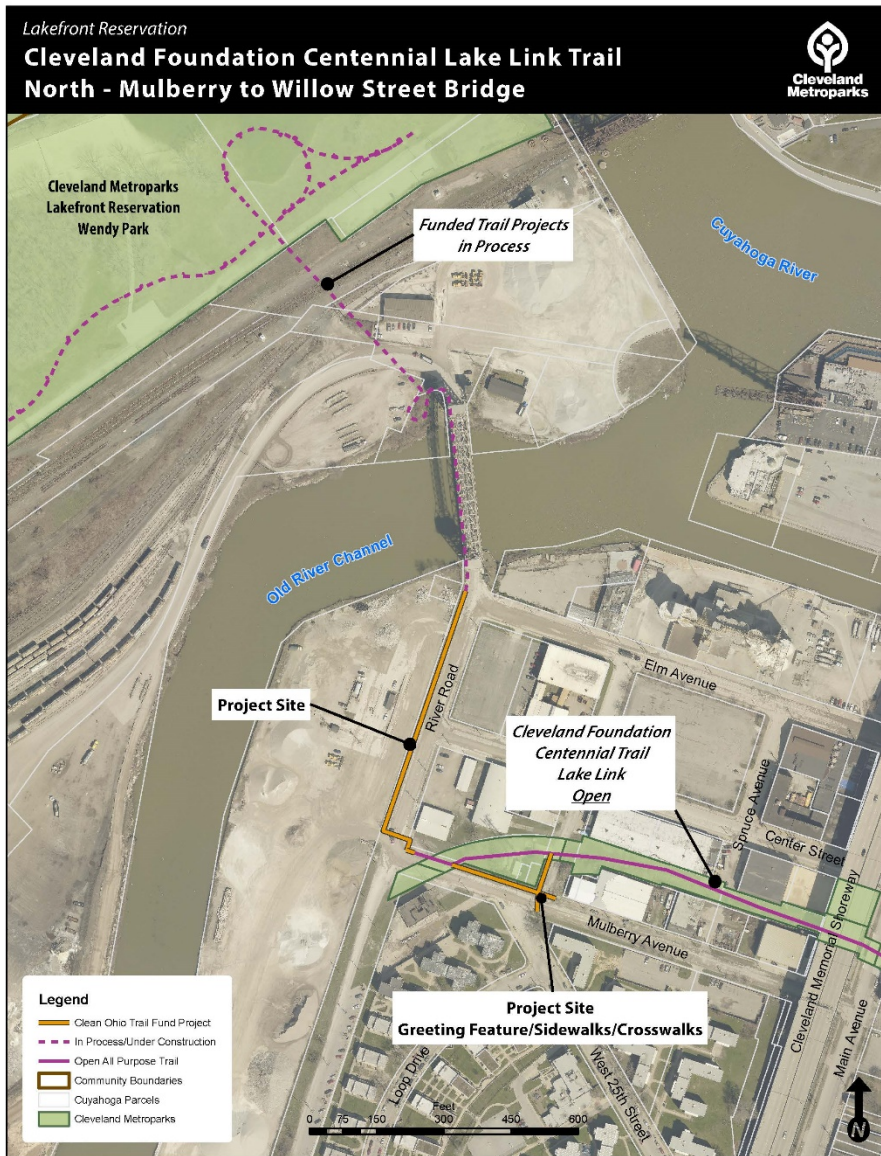 Lakefront Reservation
Cleveland Foundation Centennial Lake Link Trail
North - Mulberry to Willow Street Bridge
Cleveland
Metroparks
Cleveland Metroparks
Lakefront Reservation
Wendy Park
Funded Trail Projects
in Process
Cuyahoga River
Old River Channel
Elm Avenue
River Road
Project Site
Cleveland Foundation
Centennial Trail
Lake Link
Open
Spruce Avenue
Center Street
Mulberry Avenue
Cleveland Memorial Shoreway
Main Avenue
Project Site
Greeting Feature/Sidewalks/Crosswalks
Loop Drive
West 25th Street
Legend
Clean Ohio Trail Fund Project
In Process/Under Construction
Open All Purpose Trail
Community Boundaries
Cuyahoga Parcels
Cleveland Metroparks
Feet
0 75 150 300 450 600
N